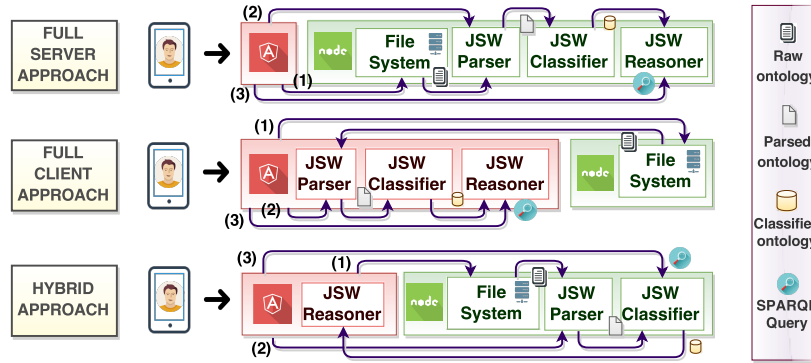 FULL
SERVER
APPROACH
(2)
node
File
System
JSW
Parser
JSW
Classifier
JSW
Reasoner
(1)
(3)
FULL
CLIENT
APPROACH
(1)
JSW
Parser
JSW
Classifier
JSW
Reasoner
node
File
System
(2)
(3)
HYBRID
APPROACH
(3)
(1)
JSW
Reasoner
node
File
System
JSW
Parser
JSW
Classifier
(2)
Raw
ontology
Parsed
ontology
Classified
ontology
SPARQL
Query